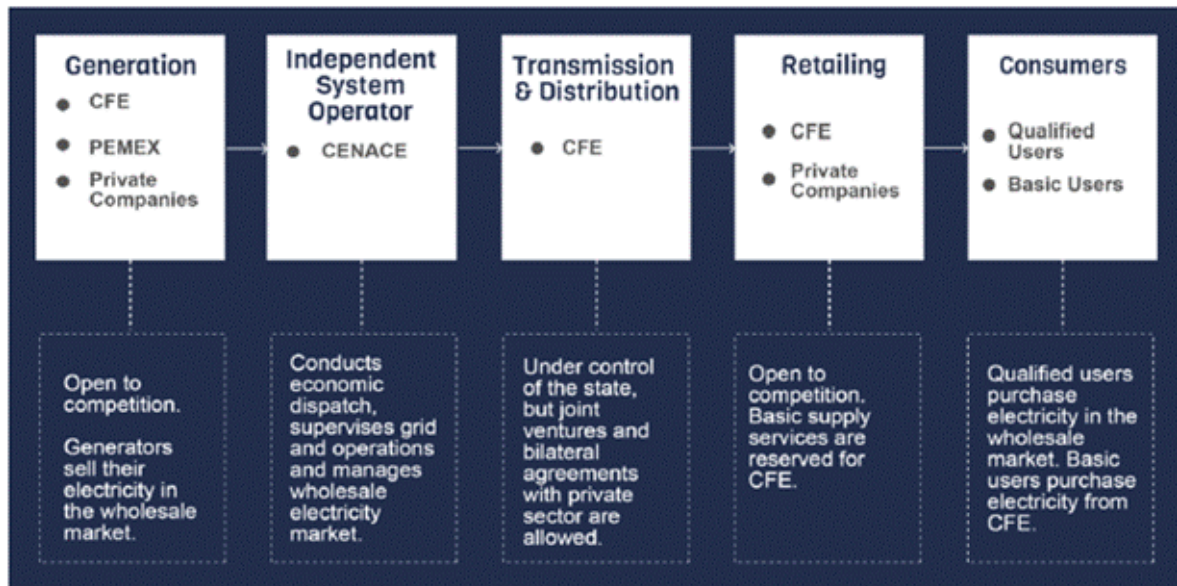 Generation
CFE
PEMEX
Private
Companies
Independent
System
Operator
CENACE
Transmission
& Distribution
CFE
Retailing
CFE
Private
Companies
Consumers
Qualified
Users
Basic Users
Open to
competition.
Generators
sell their
electricity in
the wholesale
market.
Conducts
economic
dispatch,
supervises grid
and operations
and manages
wholesale
electricity
market.
Under control
of the state,
but joint
ventures and
bilateral
agreements
with private
sector are
allowed.
Open to
competition.
Basic supply
services are
reserved for
CFE.
Qualified users
purchase
electricity in the
wholesale
market. Basic
users purchase
electricity from
CFE.